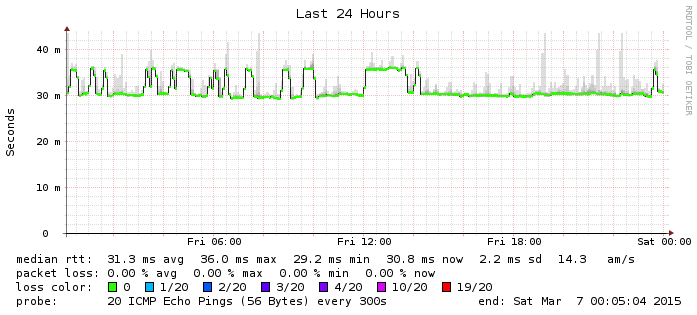 Last 24 Hours
RRDTOOL / TOBI OETIKER
Seconds
40 m
30 m
20 m
10 m
0
Fri 06:00 Fri 12:00 Fri 18:00 Sat 00:00
median rtt: 31.3 ms avg 36.0 ms max 29.2 ms min 30.8 ms now 2.2 ms sd 14.3 am/s
packet loss: 0.00 % avg 0.00 % max 0.00 % min 0.00 % now
loss color: 0 1/20 2/20 3/20 4/20 10/20 19/20
probe: 20 ICMP Echo Pings (56 Bytes) every 300s end: Sat Mar 7 00:05:04 2015